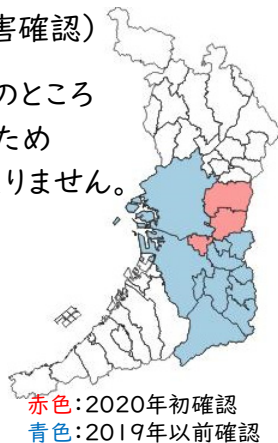 害確認)
のところ
ため
りません。
赤色:2020年初確認
青色:2019年以前確認